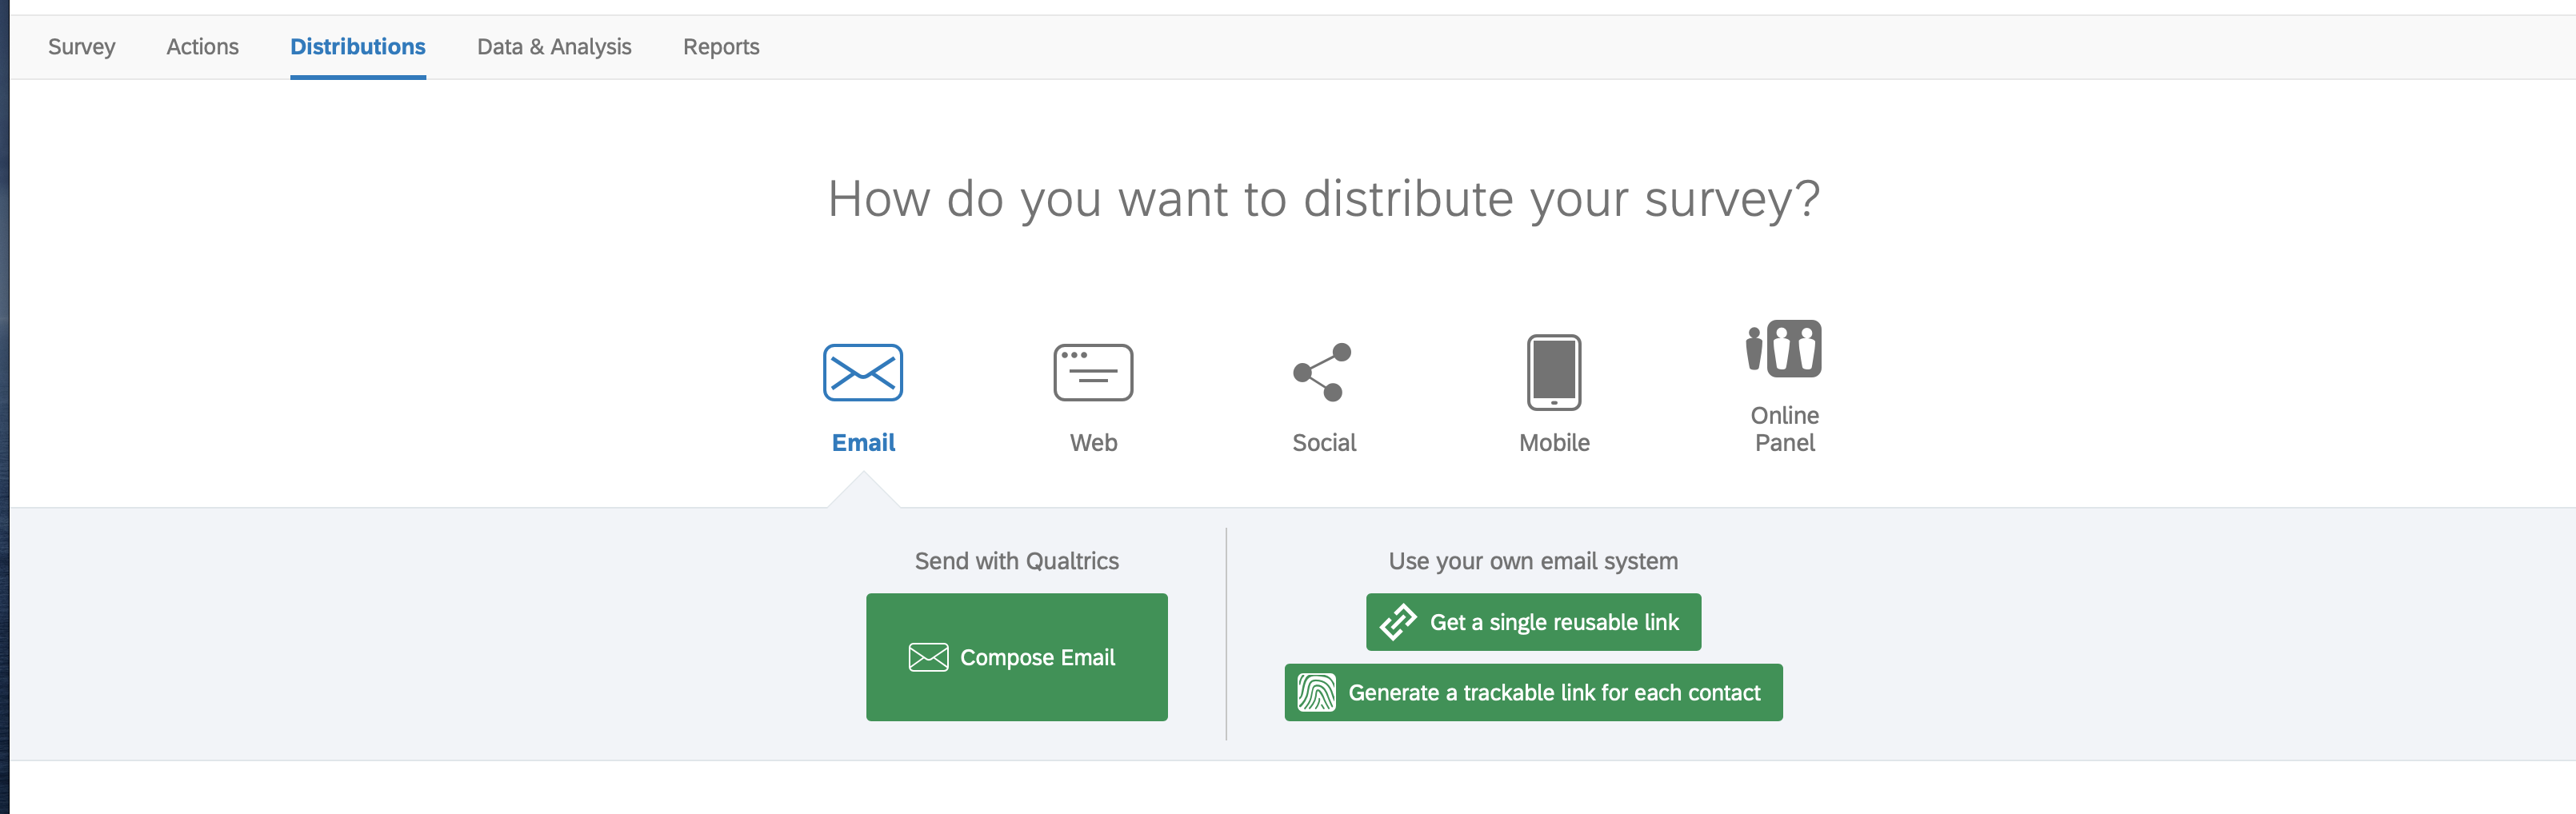 Survey Actions Distributions Data & Analysis Reports
How do you want to distribute your survey?
Email Web Social Mobile Online Panel
Send with Qualtrics
Compose Email
Use your own email system
Get a single reusable link
Generate a trackable link for each contact